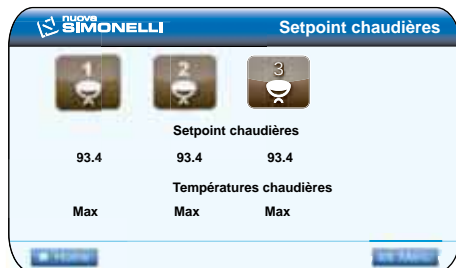 nuova
SIMONELLI
Setpoint chaudières
1 2 3
Setpoint chaudières
93.4 93.4 93.4
Températures chaudières
Max Max Max
Home